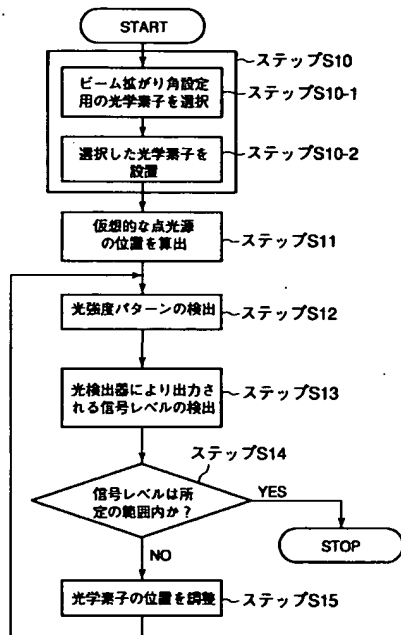 START
ステップS10
ビーム拡がり角設定
用の光学素子を選択
ステップS10-1
選択した光学素子を
設置
ステップS10-2
仮想的な点光源
の位置を算出
ステップS11
光強度パターンの検出
ステップS12
光検出器により出力さ
れる信号レベルの検出
ステップS13
ステップS14
信号レベルは所
定の範囲内か？
YES
STOP
NO
光学素子の位置を調整
ステップS15